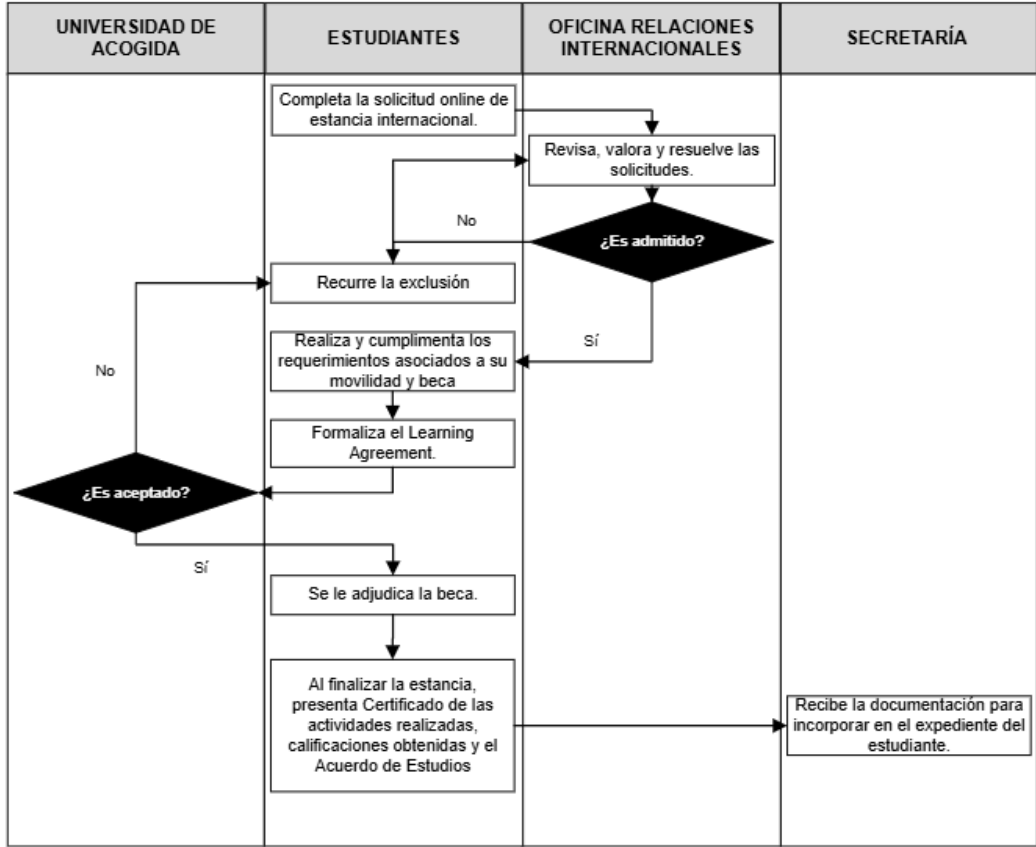 UNIVERSIDAD DE
ACOGIDA
ESTUDIANTES
OFICINA RELACIONES
INTERNACIONALES
SECRETARÍA
Completa la solicitud online de
estancia internacional.
Revisa, valora y resuelve las
solicitudes.
No
¿Es admitido?
Recurre la exclusión
Sí
Realiza y cumplimenta los
requerimientos asociados a su
movilidad y beca
No
Formaliza el Learning
Agreement.
¿Es aceptado?
Sí
Se le adjudica la beca.
Al finalizar la estancia,
presenta Certificado de las
actividades realizadas,
calificaciones obtenidas y el
Acuerdo de Estudios
Recibe la documentación para
incorporar en el expediente del
estudiante.